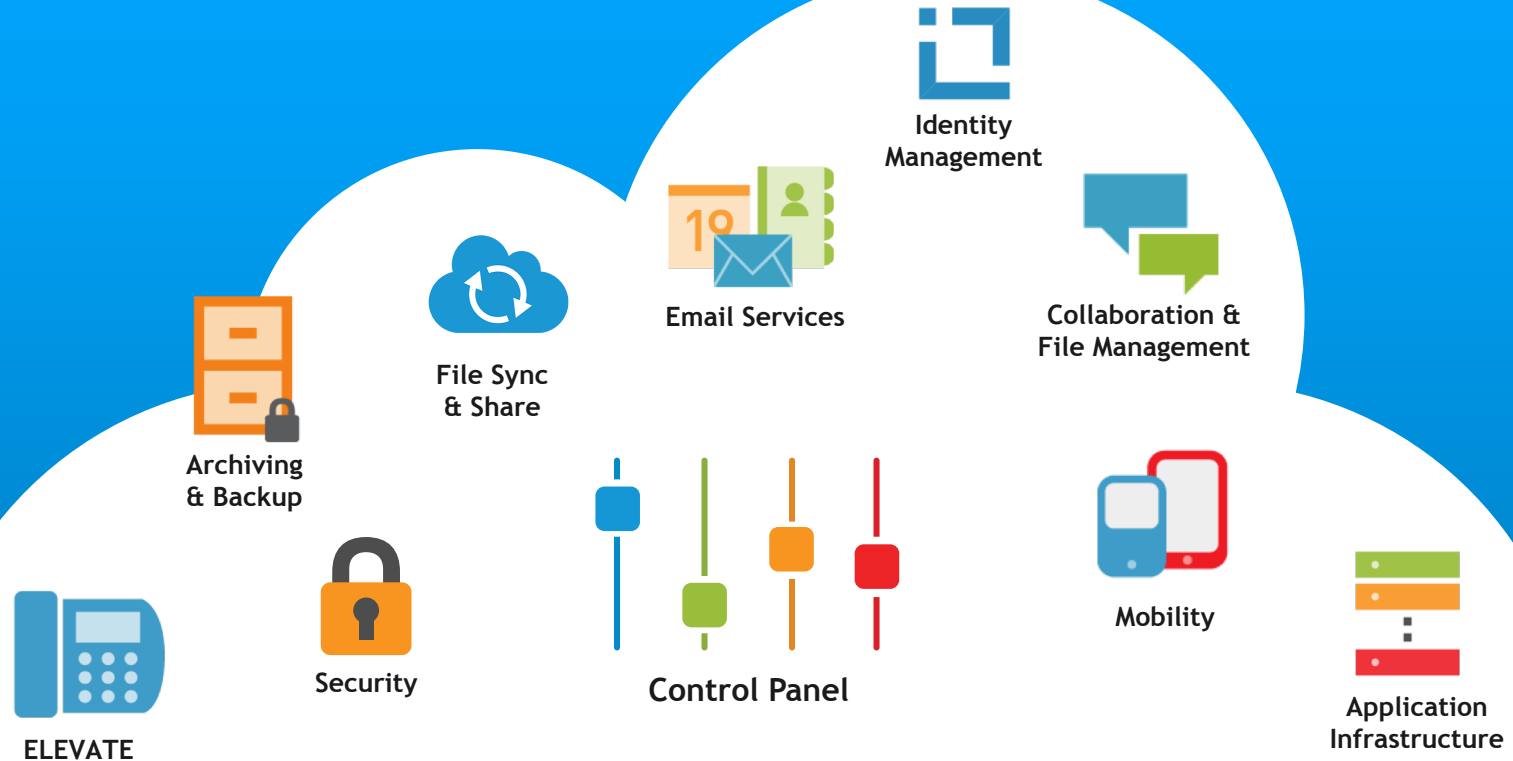 Identity
Management
19
Email Services
Collaboration &
File Management
File Sync
& Share
Archiving
& Backup
Mobility
Security
Control Panel
Application
Infrastructure
ELEVATE